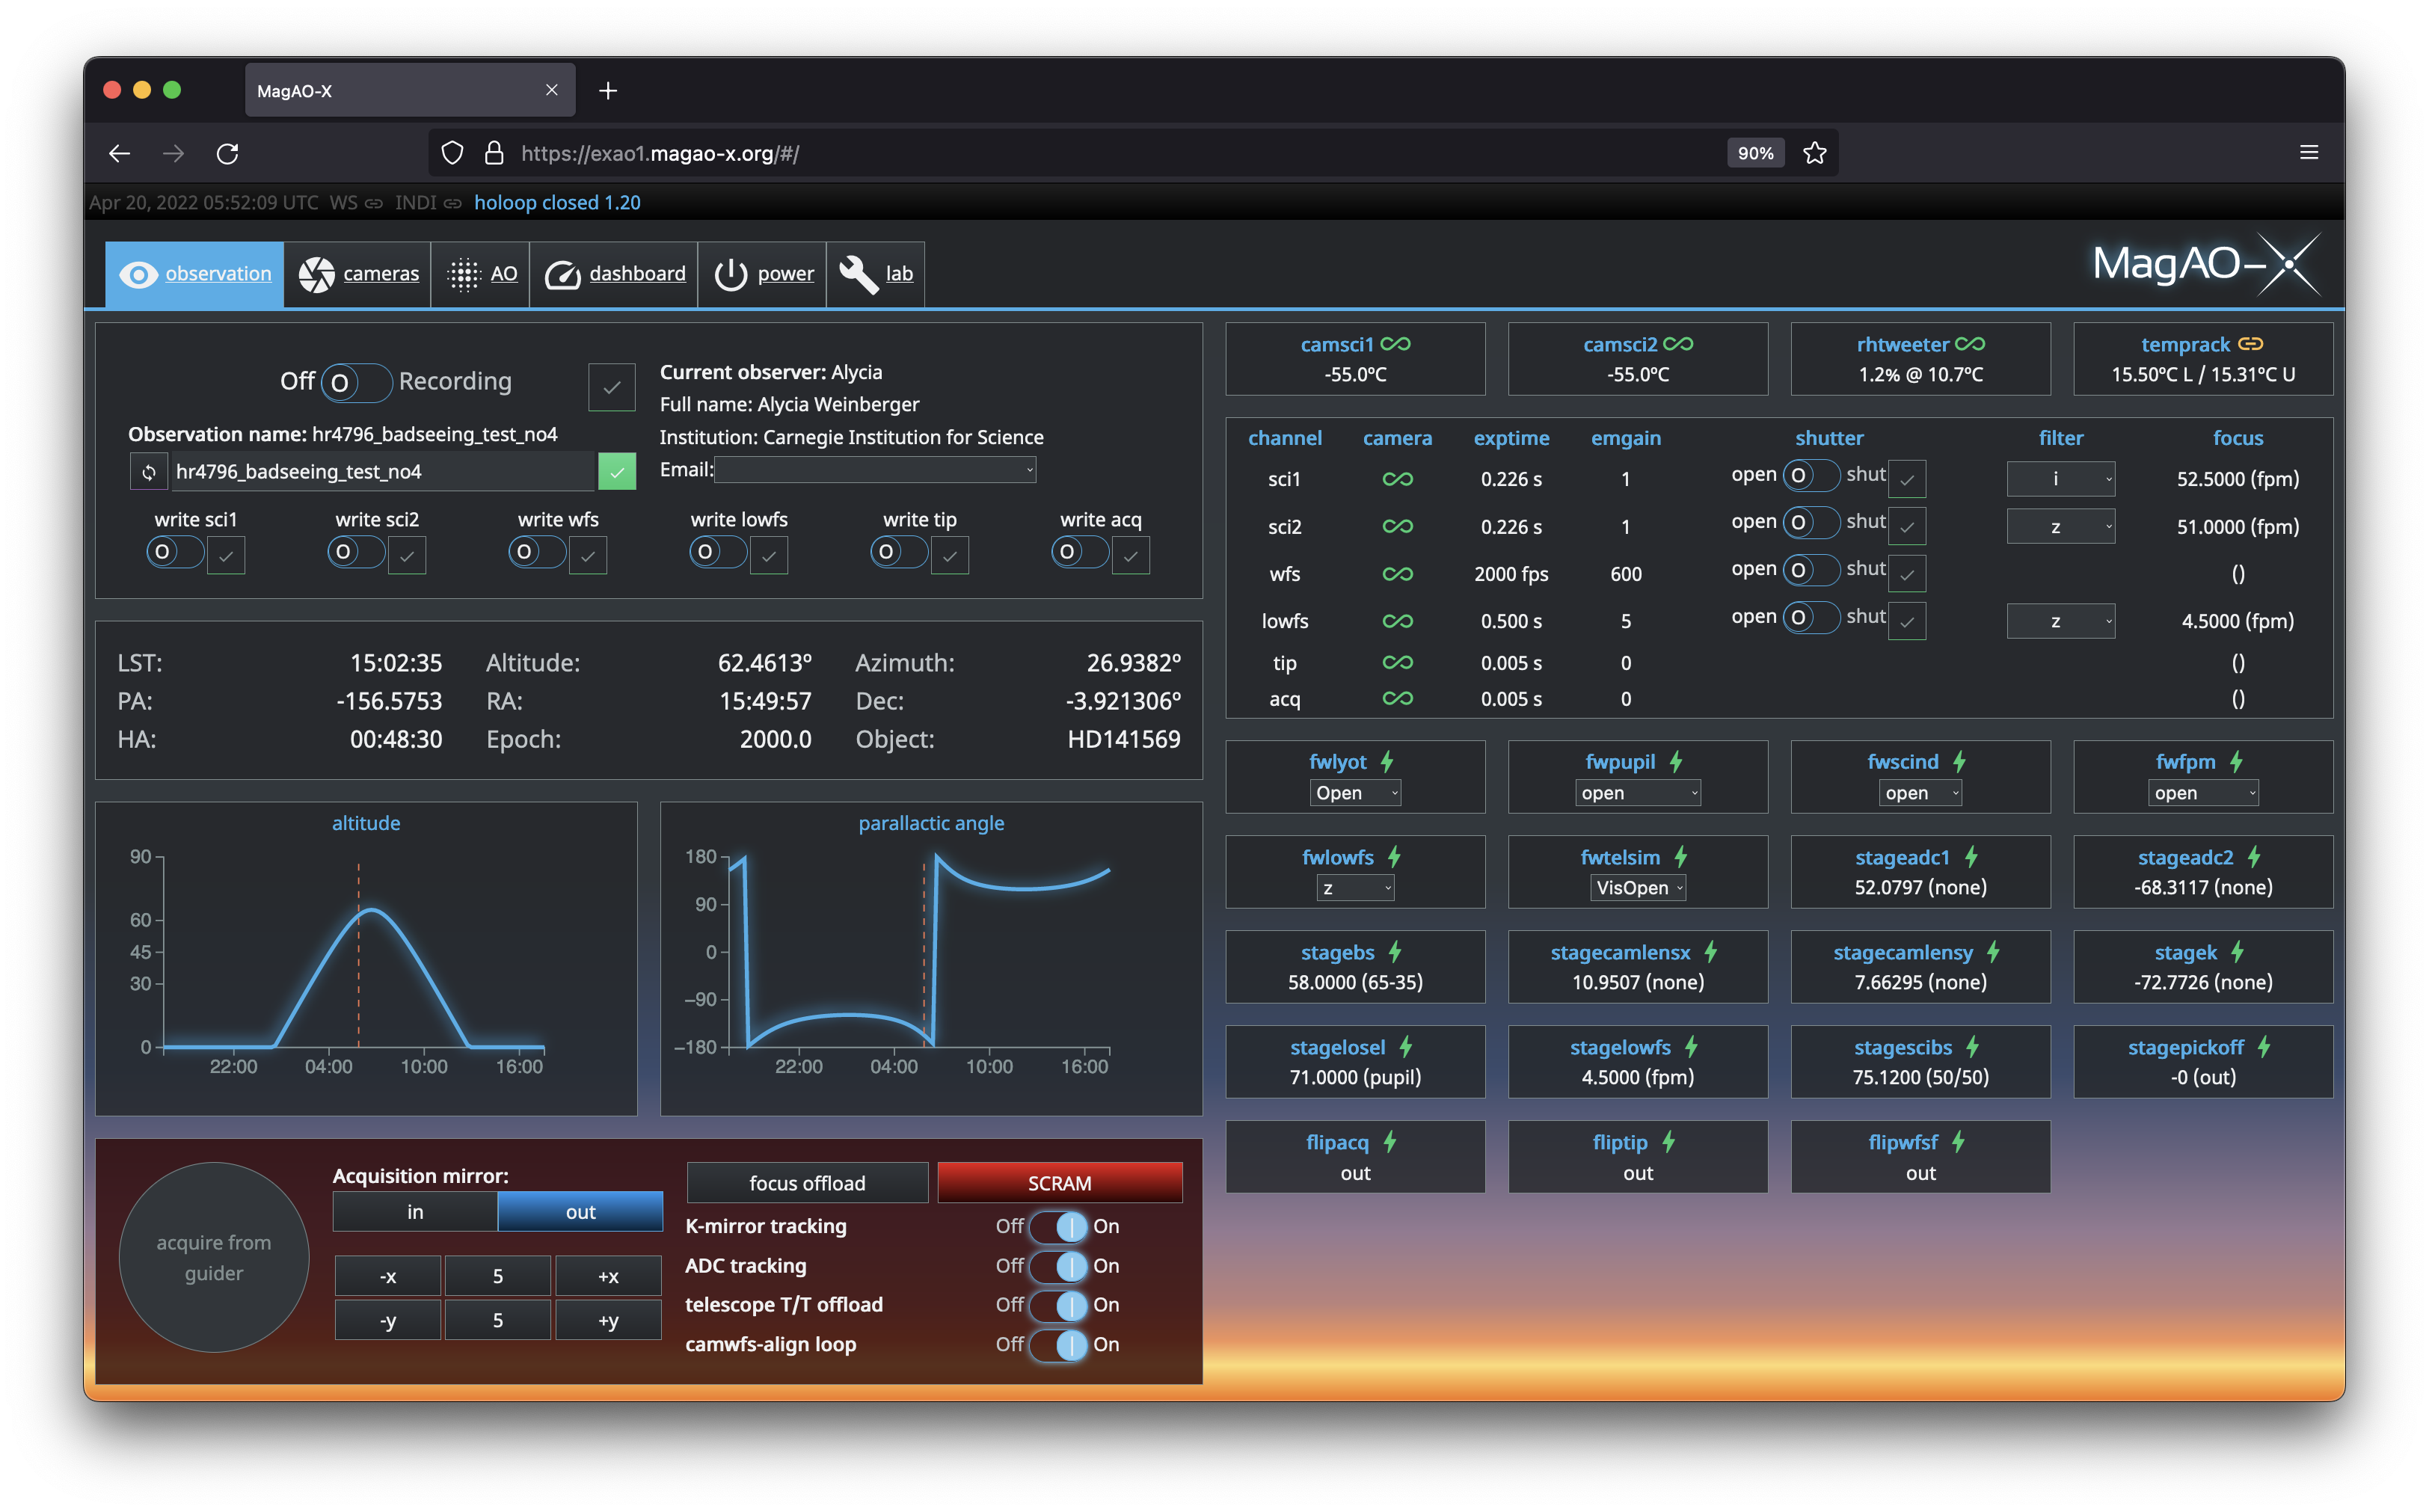 MagAO-X
https://exao1.magao-x.org/#/
90%
Apr 20, 2022 05:52:09 UTC WS INDI holoop closed 1.20
observation cameras AO dashboard power lab
MagAO-X
Off O Recording
Observation name: hr4796_badseeing_test_no4
hr4796_badseeing_test_no4
Current observer: Alycia
Full name: Alycia Weinberger
Institution: Carnegie Institution for Science
Email:
write sci1 write sci2 write wfs write lowfs write tip write acq
O O O O O O
LST: 15:02:35 Altitude: 62.4613º Azimuth: 26.9382º
PA: -156.5753 RA: 15:49:57 Dec: -3.921306º
HA: 00:48:30 Epoch: 2000.0 Object: HD141569
altitude
90
60
45
30
0
22:00 04:00 10:00 16:00
parallactic angle
180
90
0
−90
−180
22:00 04:00 10:00 16:00
acquire from
guider
Acquisition mirror:
in out
-x 5 +x
-y 5 +y
focus offload SCRAM
K-mirror tracking Off On
ADC tracking Off On
telescope T/T offload Off On
camwfs-align loop Off On
camsci1 camsci2 rhtweeter temprack
-55.0ºC -55.0ºC 1.2% @ 10.7ºC 15.50ºC L / 15.31ºC U
channel camera exptime emgain shutter filter focus
sci1 0.226 s 1 open O shut i 52.5000 (fpm)
sci2 0.226 s 1 open O shut z 51.0000 (fpm)
wfs 2000 fps 600 open O shut ()
lowfs 0.500 s 5 open O shut z 4.5000 (fpm)
tip 0.005 s 0 ()
acq 0.005 s 0 ()
fwlyot fwpupil fwscind fwfpm
Open open open open
fwlowfs fwtelsim stageadc1 stageadc2
z VisOpen 52.0797 (none) -68.3117 (none)
stagebs stagecamlensx stagecamlensy stagek
58.0000 (65-35) 10.9507 (none) 7.66295 (none) -72.7726 (none)
stagelosel stagelowfs stagescibs stagepickoff
71.0000 (pupil) 4.5000 (fpm) 75.1200 (50/50) -0 (out)
flipacq fliptip flipwfsf
out out out